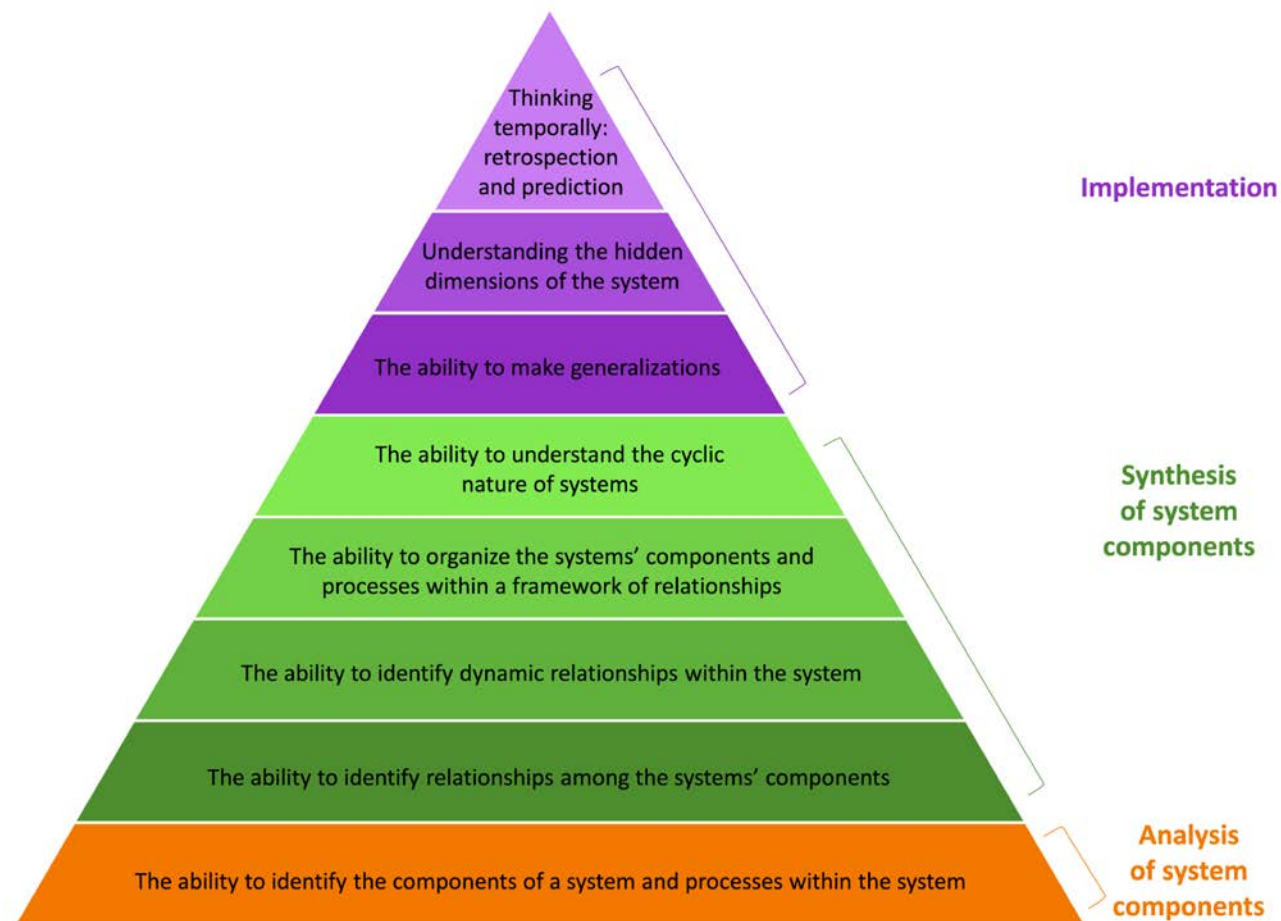 Thinking
temporally:
retrospection
and prediction
Implementation
Understanding the hidden
dimensions of the system
The ability to make generalizations
The ability to understand the cyclic
nature of systems
Synthesis
of system
components
The ability to organize the systems’ components and
processes within a framework of relationships
The ability to identify dynamic relationships within the system
The ability to identify relationships among the systems’ components
Analysis
of system
components
The ability to identify the components of a system and processes within the system